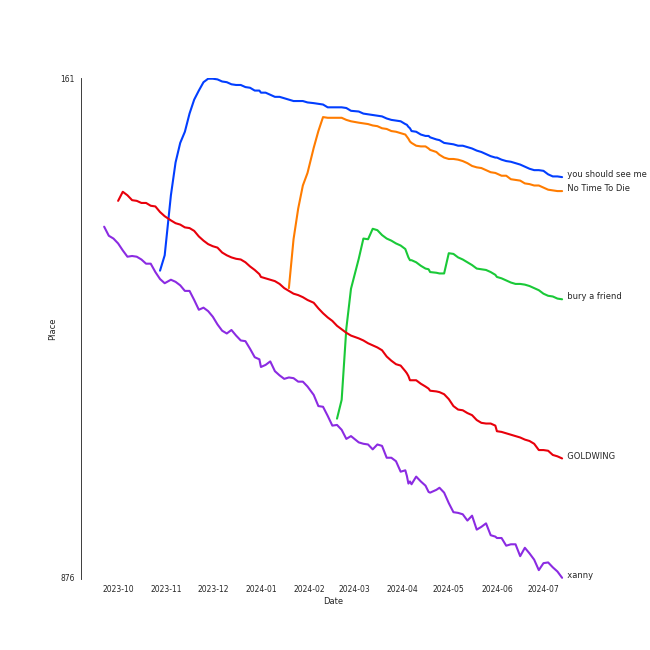 161
you should see me
No Time To Die
bury a friend
Place
GOLDWING
xanny
876
2023-10 2023-11 2023-12 2024-01 2024-02 2024-03 2024-04 2024-05 2024-06 2024-07
Date